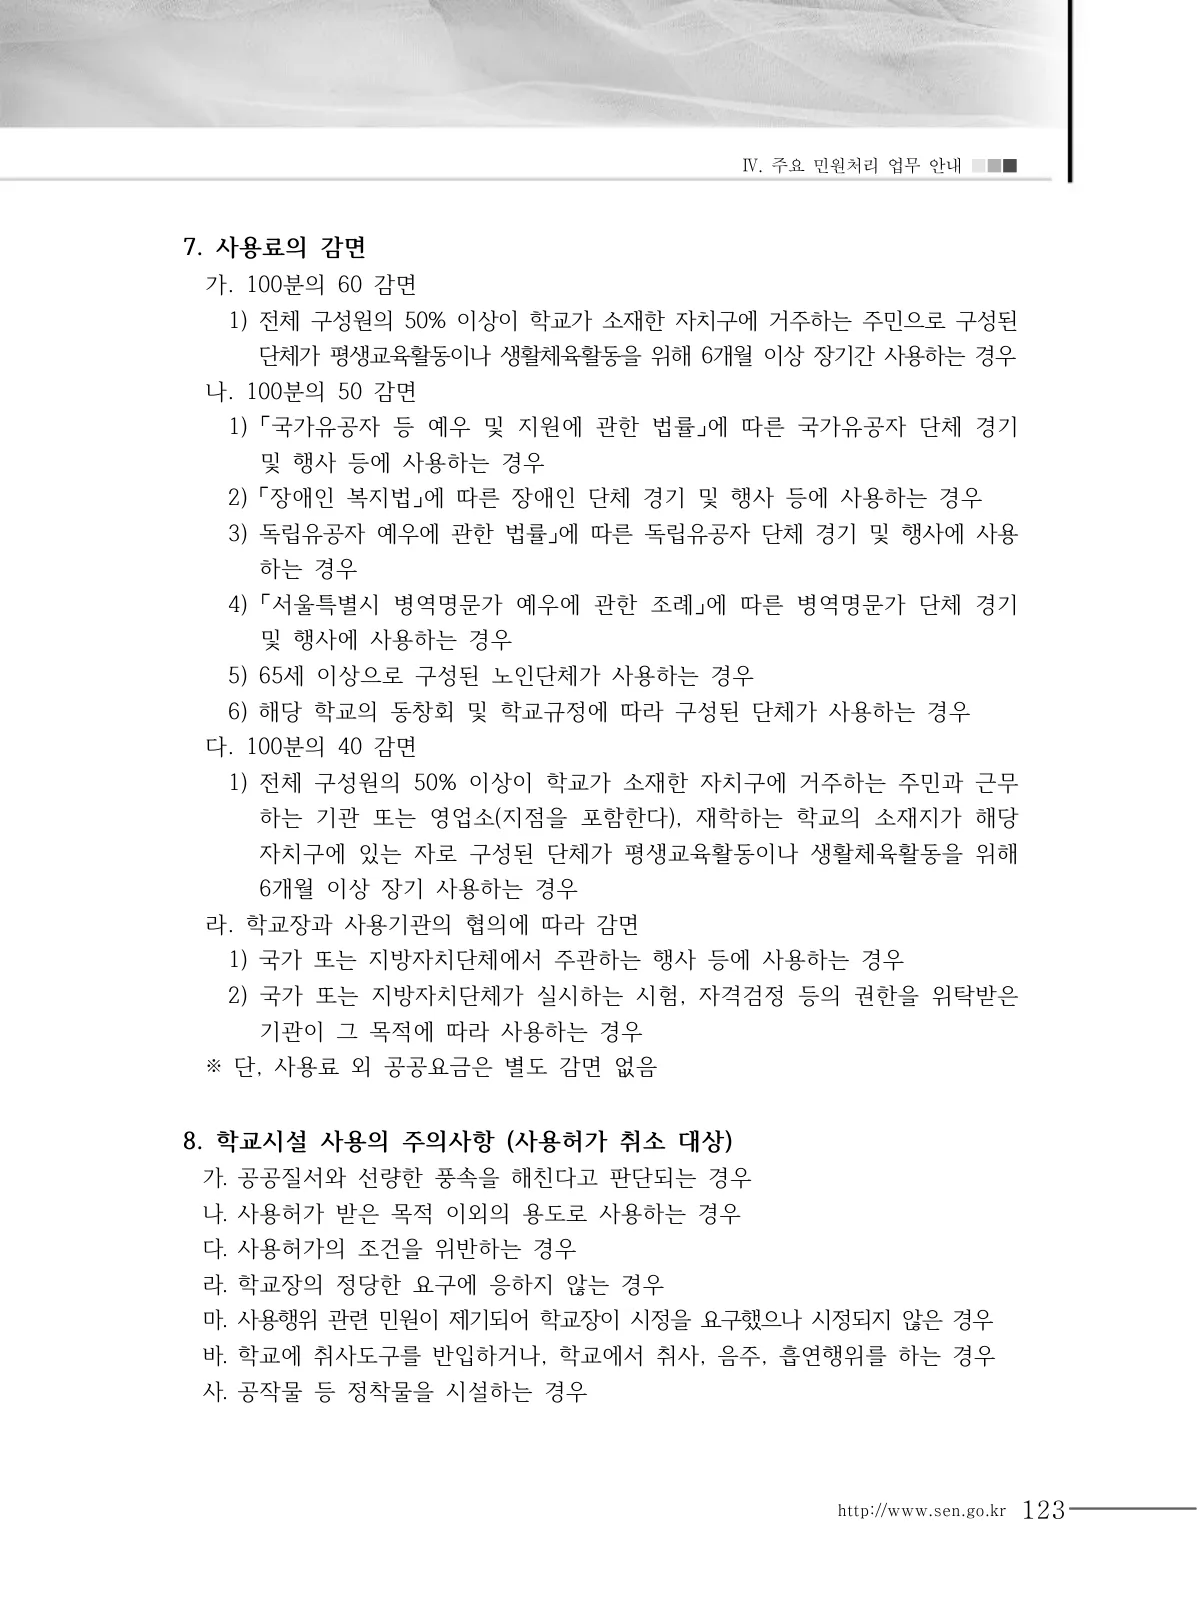 Ⅳ. 주요 민원처리 업무 안내
7. 사용료의 감면
가. 100분의 60 감면
1) 전체 구성원의 50% 이상이 학교가 소재한 자치구에 거주하는 주민으로 구성된
단체가 평생교육활동이나 생활체육활동을 위해 6개월 이상 장기간 사용하는 경우
나. 100분의 50 감면
1) 「국가유공자 등 예우 및 지원에 관한 법률」에 따른 국가유공자 단체 경기
및 행사 등에 사용하는 경우
2) 「장애인 복지법」에 따른 장애인 단체 경기 및 행사 등에 사용하는 경우
3) 독립유공자 예우에 관한 법률」에 따른 독립유공자 단체 경기 및 행사에 사용
하는 경우
4) 「서울특별시 병역명문가 예우에 관한 조례」에 따른 병역명문가 단체 경기
및 행사에 사용하는 경우
5) 65세 이상으로 구성된 노인단체가 사용하는 경우
6) 해당 학교의 동창회 및 학교규정에 따라 구성된 단체가 사용하는 경우
다. 100분의 40 감면
1) 전체 구성원의 50% 이상이 학교가 소재한 자치구에 거주하는 주민과 근무
하는 기관 또는 영업소(지점을 포함한다), 재학하는 학교의 소재지가 해당
자치구에 있는 자로 구성된 단체가 평생교육활동이나 생활체육활동을 위해
6개월 이상 장기 사용하는 경우
라. 학교장과 사용기관의 협의에 따라 감면
1) 국가 또는 지방자치단체에서 주관하는 행사 등에 사용하는 경우
2) 국가 또는 지방자치단체가 실시하는 시험, 자격검정 등의 권한을 위탁받은
기관이 그 목적에 따라 사용하는 경우
※ 단, 사용료 외 공공요금은 별도 감면 없음
8. 학교시설 사용의 주의사항 (사용허가 취소 대상)
가. 공공질서와 선량한 풍속을 해친다고 판단되는 경우
나. 사용허가 받은 목적 이외의 용도로 사용하는 경우
다. 사용허가의 조건을 위반하는 경우
라. 학교장의 정당한 요구에 응하지 않는 경우
마. 사용행위 관련 민원이 제기되어 학교장이 시정을 요구했으나 시정되지 않은 경우
바. 학교에 취사도구를 반입하거나, 학교에서 취사, 음주, 흡연행위를 하는 경우
사. 공작물 등 정착물을 시설하는 경우
http://www.sen.go.kr 123